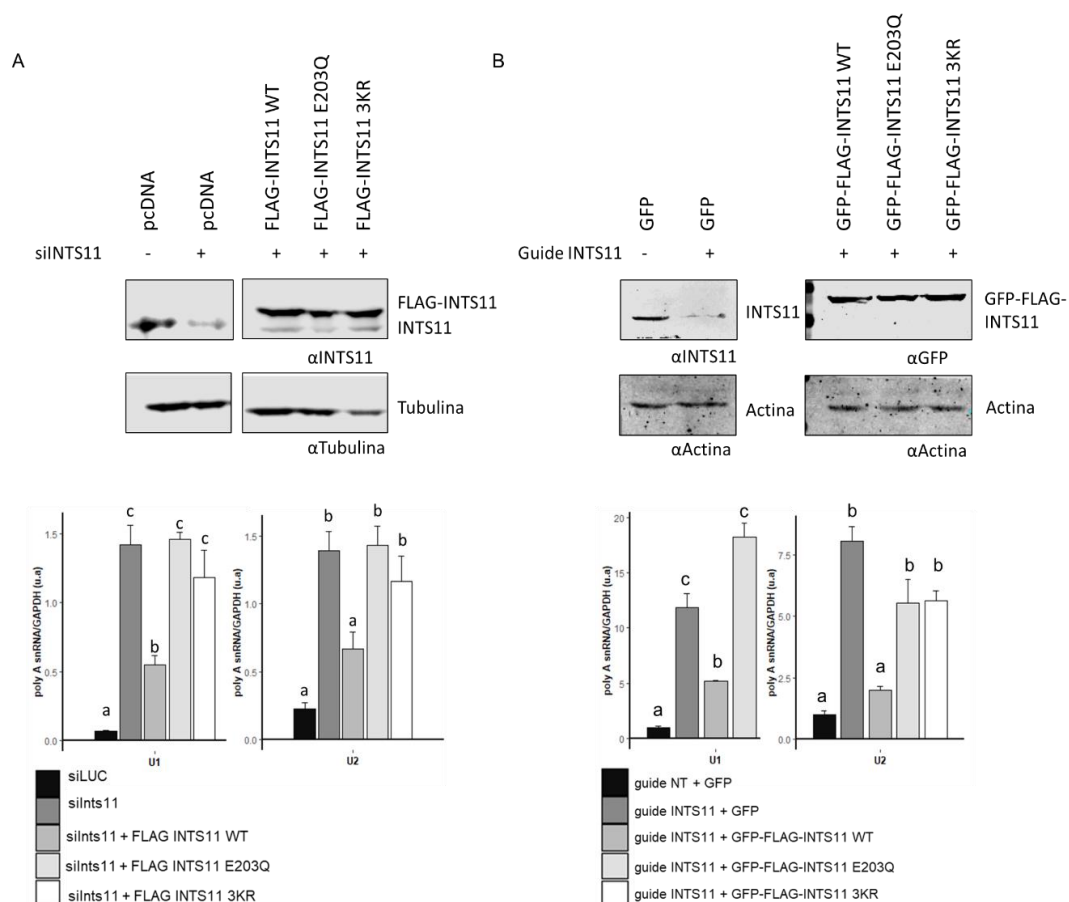 A
pcDNA
pcDNA
FLAG-INTS11 WT
FLAG-INTS11 E203Q
FLAG-INTS11 3KR
siINTS11 - + + + +
FLAG-INTS11
INTS11
αINTS11
Tubulina
αTubulina
c
c
c
b
a
b
b
b
a
a
poly A snRNA/GAPDH (u.a)
1.5
1.0
0.5
0.0
U1
poly A snRNA/GAPDH (u.a)
1.5
1.0
0.5
0.0
U2
siLUC
siInts11
siInts11 + FLAG INTS11 WT
siInts11 + FLAG INTS11 E203Q
siInts11 + FLAG INTS11 3KR
B
GFP
GFP
GFP-FLAG-INTS11 WT
GFP-FLAG-INTS11 E203Q
GFP-FLAG-INTS11 3KR
Guide INTS11 - + + + +
INTS11
αINTS11
GFP-FLAG-
INTS11
αGFP
Actina
αActina
Actina
αActina
a
c
b
c
a
b
a
b
b
poly A snRNA/GAPDH (u.a)
20
15
10
5
0
U1
poly A snRNA/GAPDH (u.a)
7.5
5.0
2.5
0.0
U2
guide NT + GFP
guide INTS11 + GFP
guide INTS11 + GFP-FLAG-INTS11 WT
guide INTS11 + GFP-FLAG-INTS11 E203Q
guide INTS11 + GFP-FLAG-INTS11 3KR